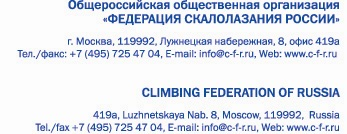 Общероссийская общественная организация
«ФЕДЕРАЦИЯ СКАЛОЛАЗАНИЯ РОССИИ»
г. Москва, 119992, Лужнецкая набережная, 8, офис 419а
Тел./факс: +7 (495) 725 47 04, E-mail: info@c-f-r.ru, Web: www.c-f-r.ru
CLIMBING FEDERATION OF RUSSIA
419a, Luzhnetskaya Nab. 8, Moscow, 119992, Russia
Tel./fax +7 (495) 725 47 04, E-mail: info@c-f-r.ru, Web: www.c-f-r.ru